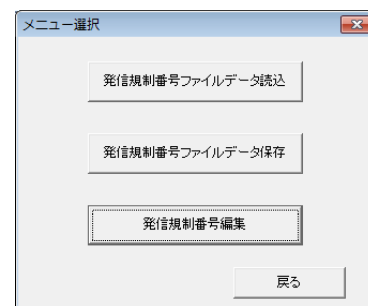 メニュー選択
発信規制番号ファイルデータ読込
発信規制番号ファイルデータ保存
発信規制番号編集
戻る